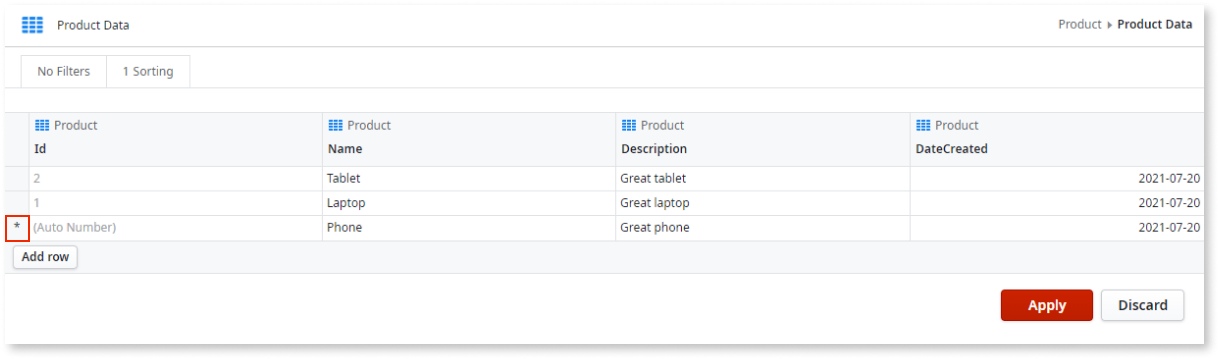 Product Data
Product ▸ Product Data
No Filters 1 Sorting
Product Product Product Product
Id Name Description DateCreated
2 Tablet Great tablet 2021-07-20
1 Laptop Great laptop 2021-07-20
* (Auto Number) Phone Great phone 2021-07-20
Add row
Apply Discard